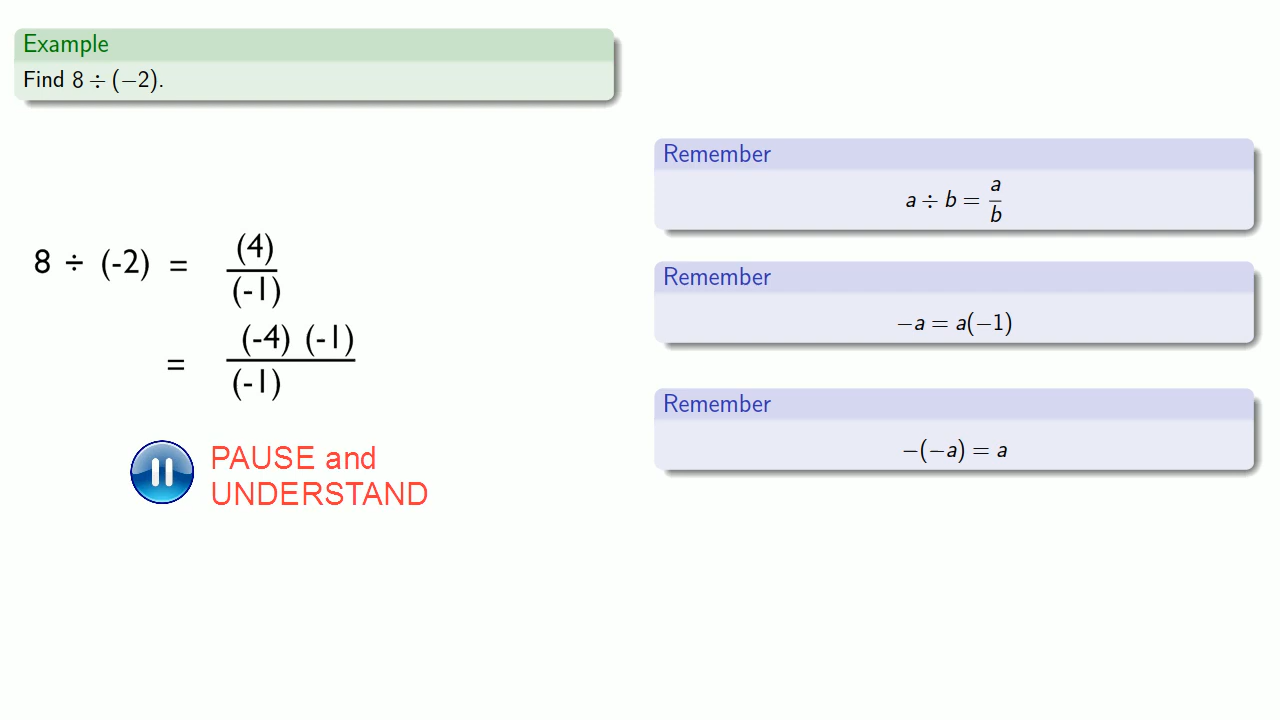 Example
Find 8 ÷ (−2).
8 ÷ (-2) = (4)/(-1)
= (-4) (-1)/(-1)
PAUSE and
UNDERSTAND
Remember
a ÷ b = a/b
Remember
−a = a(−1)
Remember
−(−a) = a